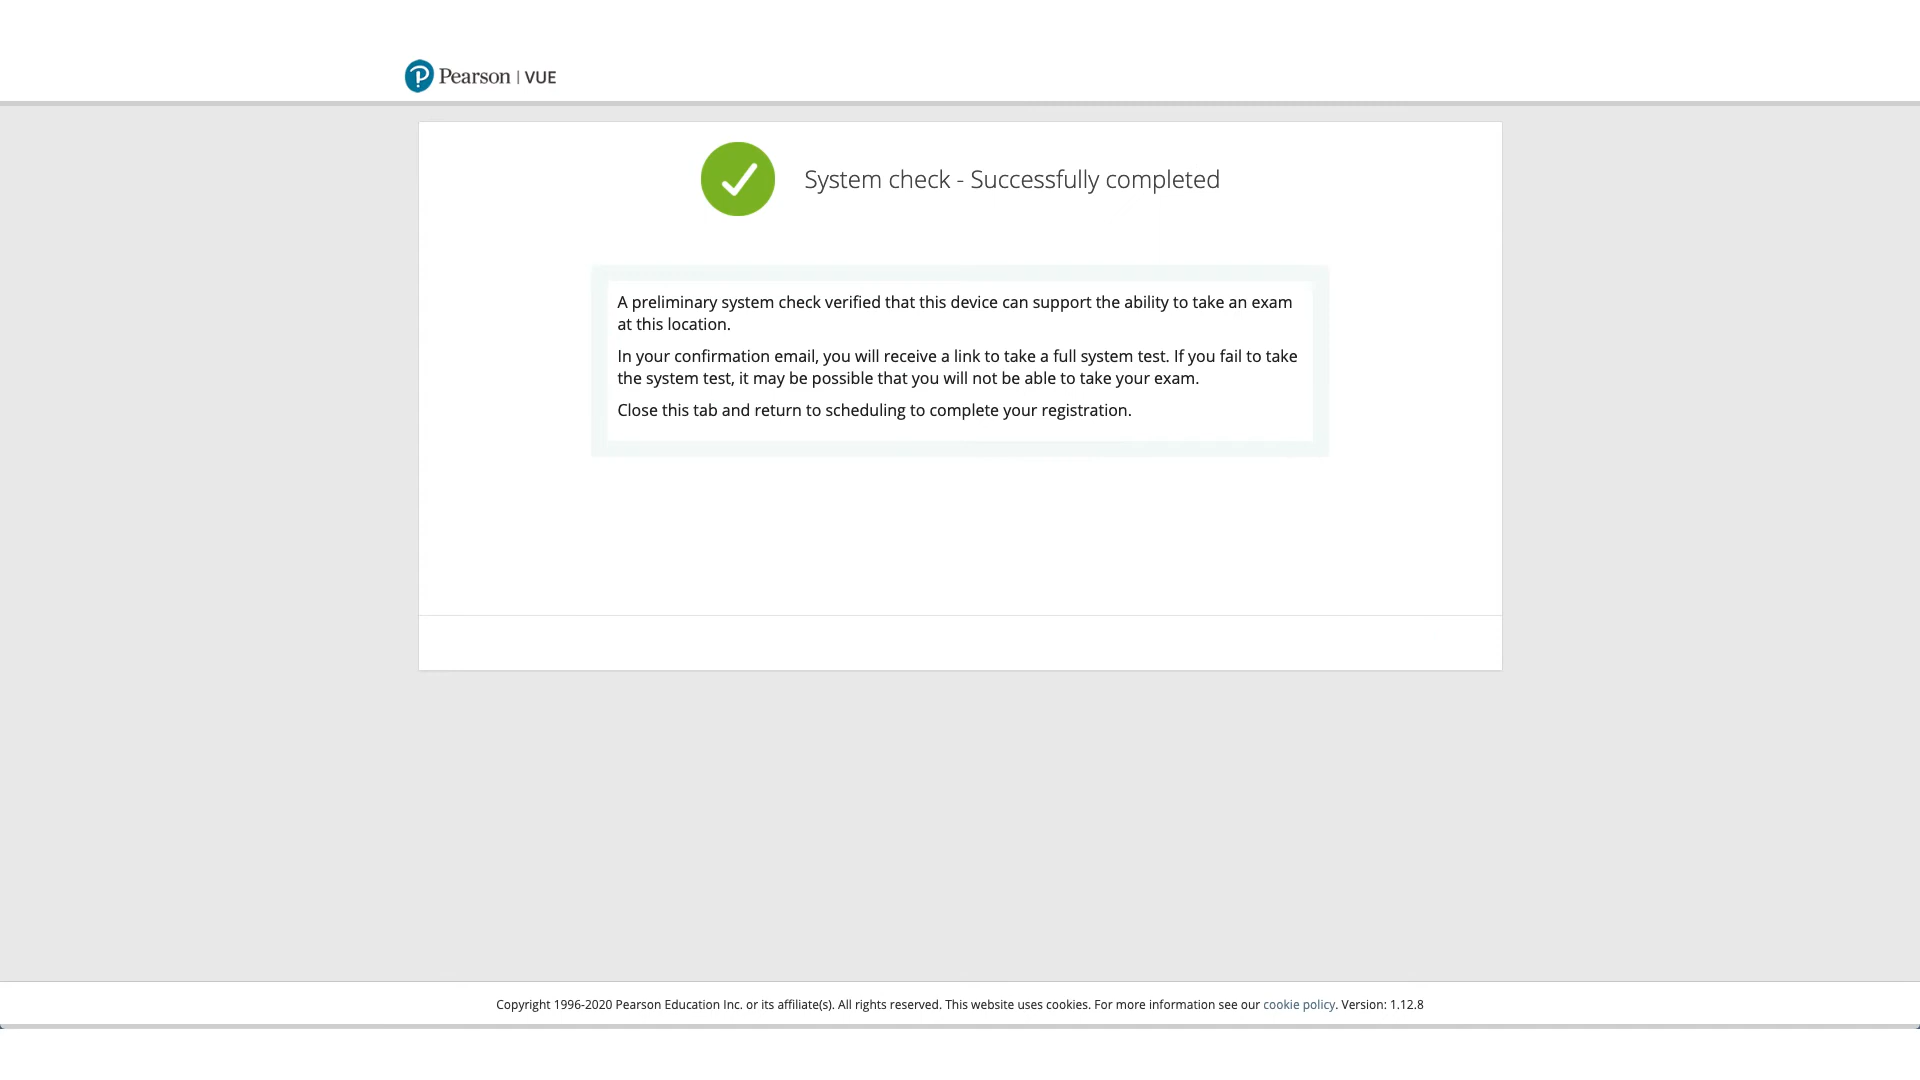 Pearson | VUE
System check - Successfully completed
A preliminary system check verified that this device can support the ability to take an exam
at this location.
In your confirmation email, you will receive a link to take a full system test. If you fail to take
the system test, it may be possible that you will not be able to take your exam.
Close this tab and return to scheduling to complete your registration.
Copyright 1996-2020 Pearson Education Inc. or its affiliate(s). All rights reserved. This website uses cookies. For more information see our cookie policy. Version: 1.12.8